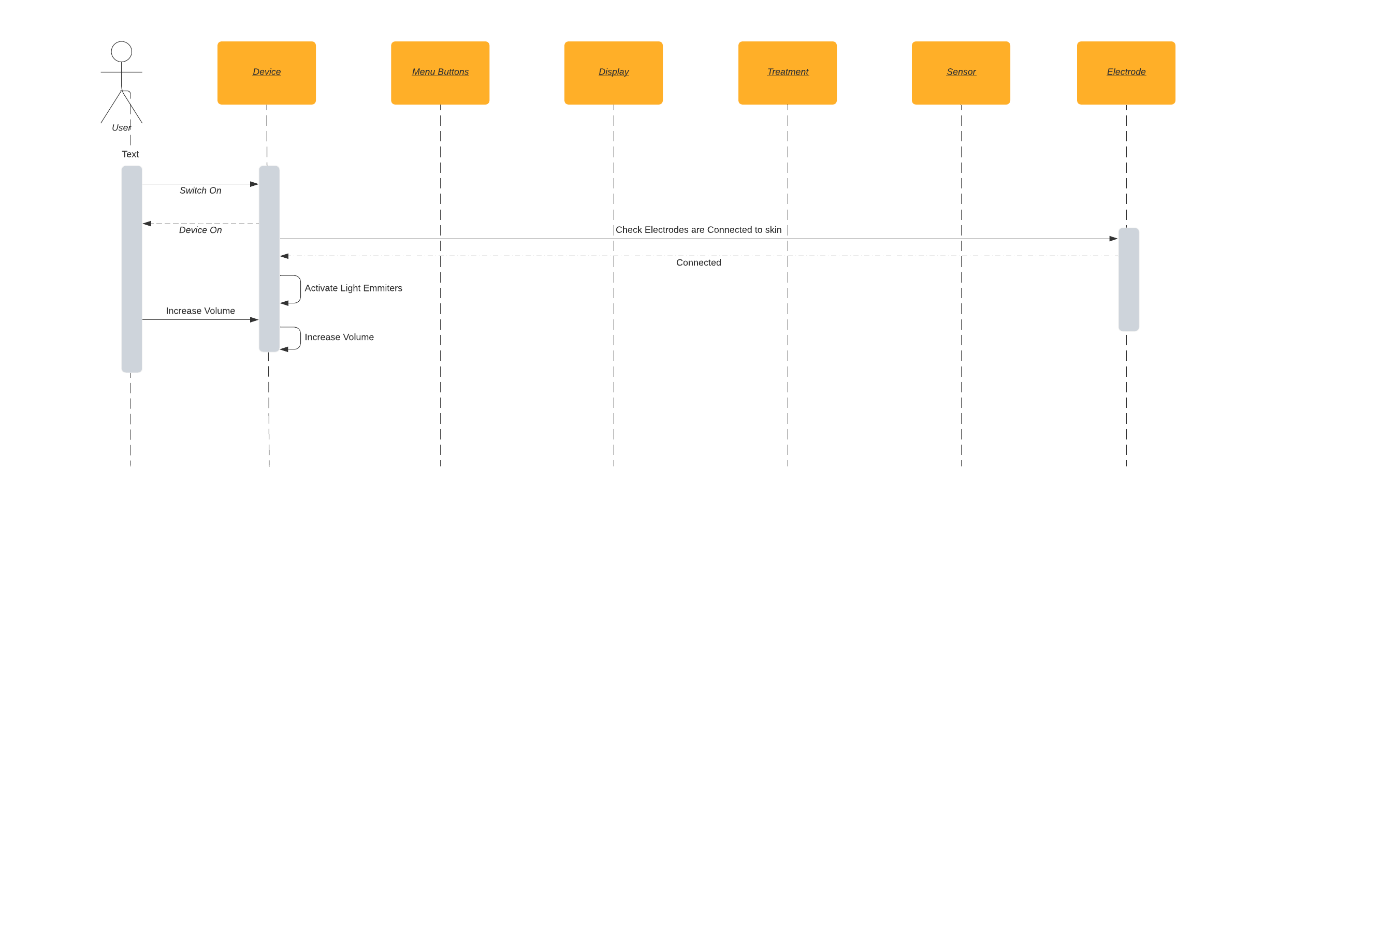 Device
Menu Buttons
Display
Treatment
Sensor
Electrode
User
Text
Switch On
Device On
Check Electrodes are Connected to skin
Connected
Activate Light Emmiters
Increase Volume
Increase Volume